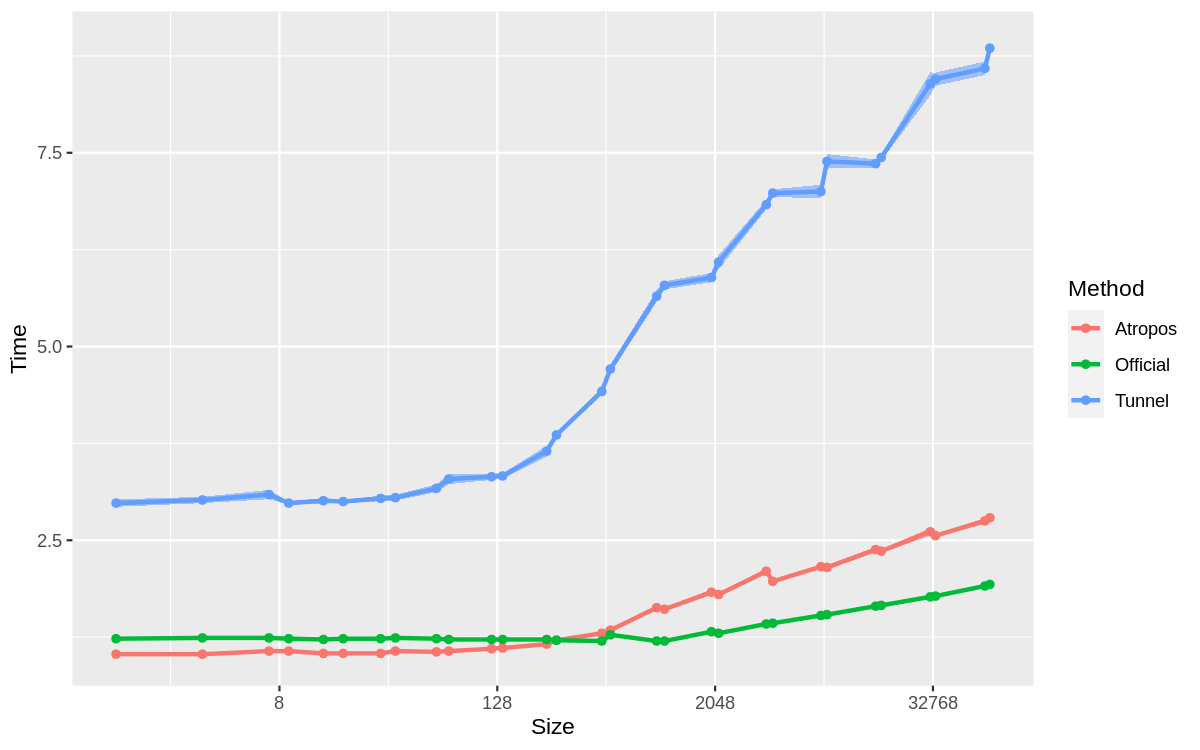 Time
7.5
5.0
2.5
8
128
2048
32768
Size
Method
Atropos
Official
Tunnel